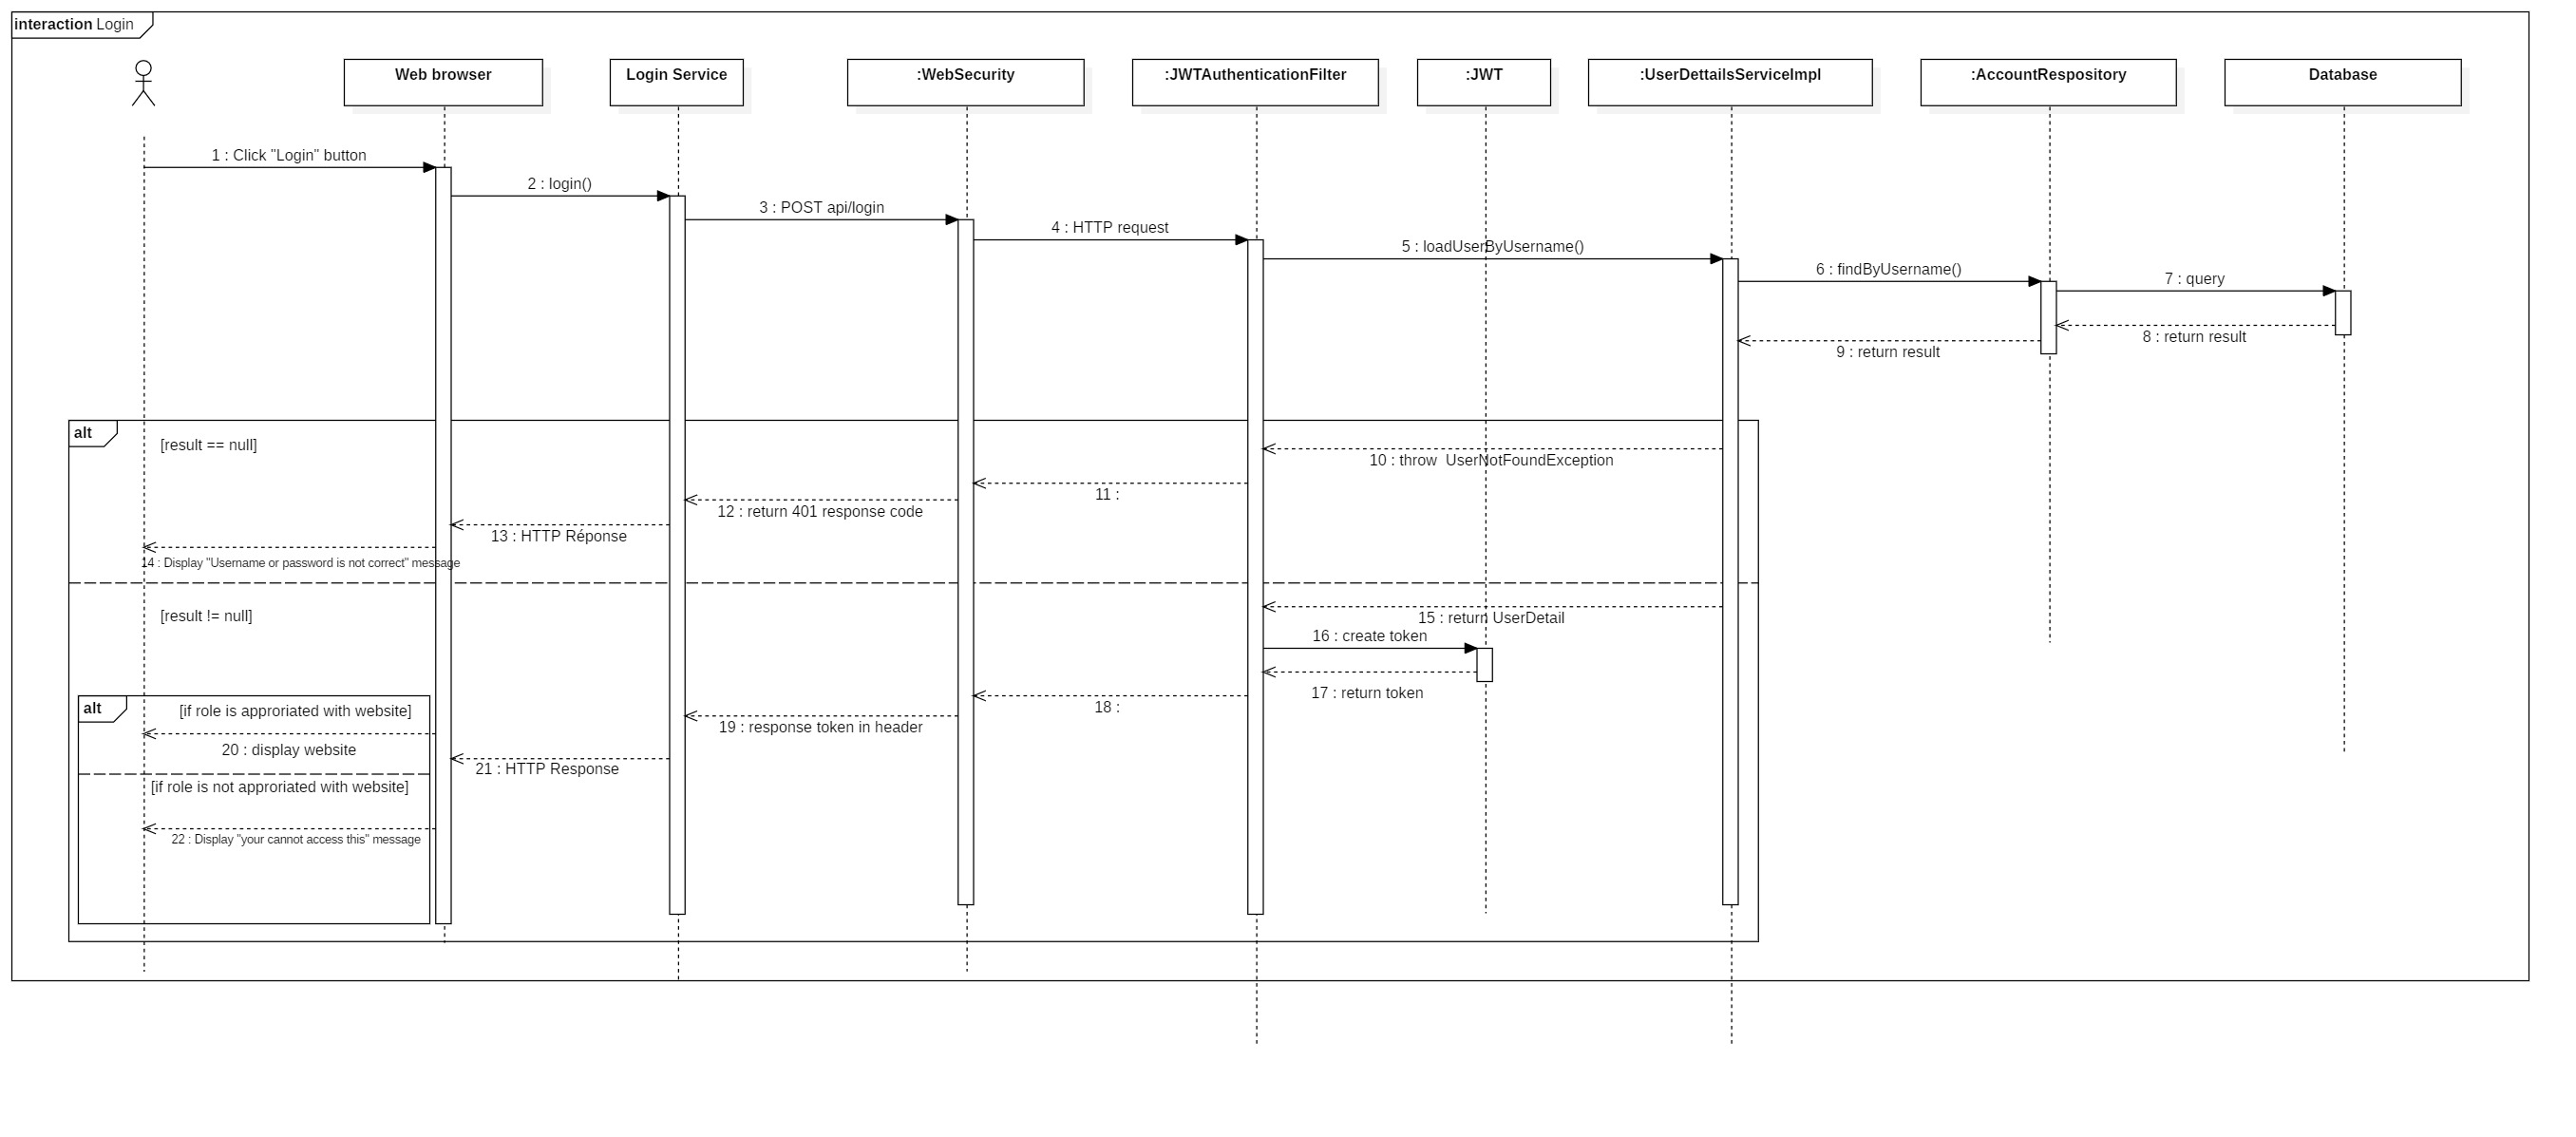 interaction Login
Web browser
Login Service
:WebSecurity
:JWTAuthenticationFilter
:JWT
:UserDettailsServiceImpl
:AccountRespository
Database
1 : Click "Login" button
2 : login()
3 : POST api/login
4 : HTTP request
5 : loadUserByUsername()
6 : findByUsername()
7 : query
8 : return result
9 : return result
alt
[result == null]
10 : throw  UserNotFoundException
11 :
12 : return 401 response code
13 : HTTP Réponse
14 : Display "Username or password is not correct" message
[result != null]
15 : return UserDetail
16 : create token
17 : return token
18 :
19 : response token in header
alt
[if role is approriated with website]
20 : display website
21 : HTTP Response
[if role is not approriated with website]
22 : Display "your cannot access this" message